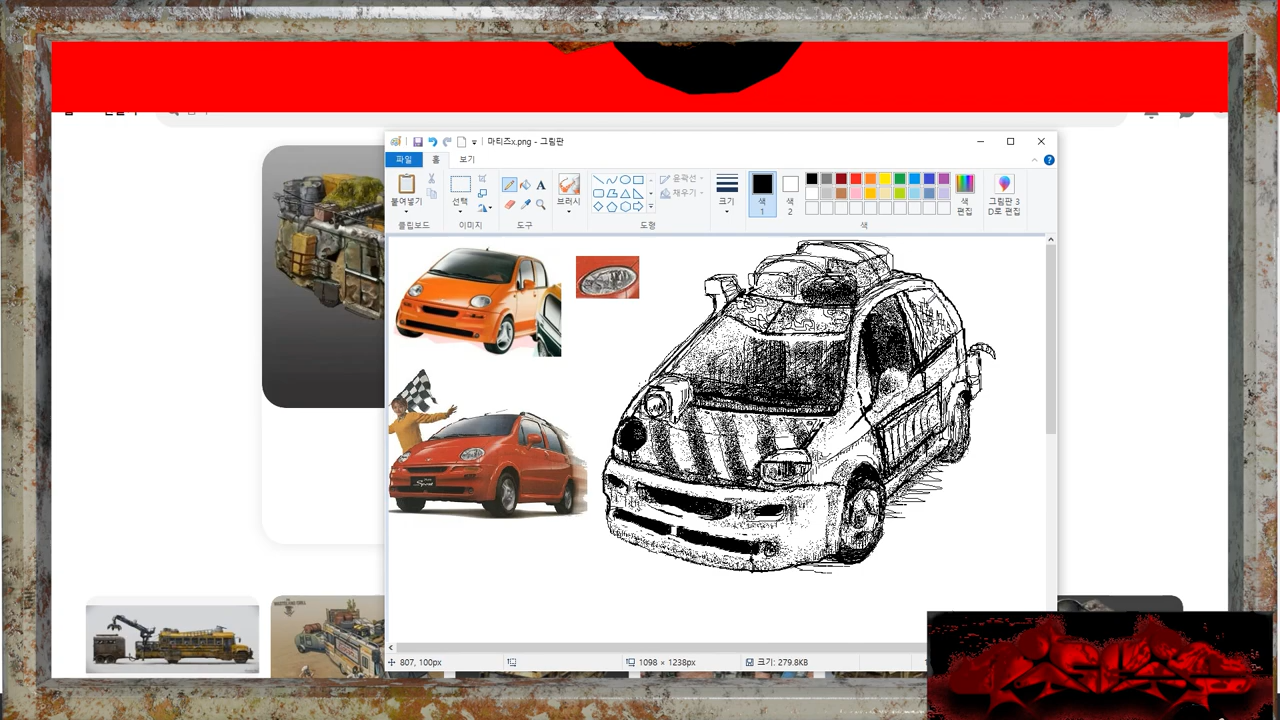 마티즈x.png - 그림판
파일 홈 보기
붙여넣기 선택 A 브러시 윤곽선 채우기 크기 색 1 색 2 색 편집 그림판 3D로 편집
클립보드 이미지 도구 도형 색
807, 100px 1098 × 1238px 크기: 279.8KB